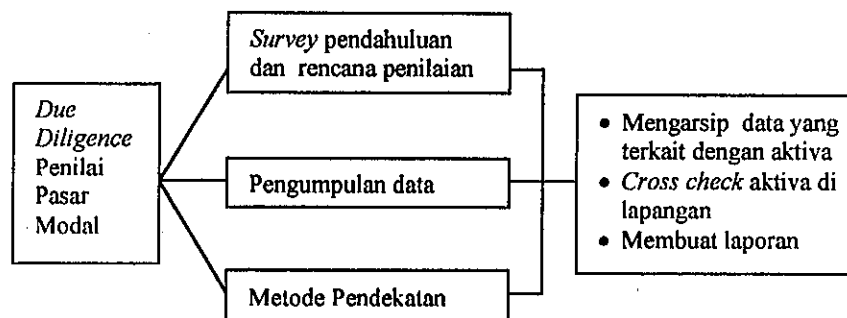 Due
Diligence
Penilai
Pasar
Modal
Survey pendahuluan
dan rencana penilaian
Pengumpulan data
Metode Pendekatan
• Mengarsip data yang
terkait dengan aktiva
• Cross check aktiva di
lapangan
• Membuat laporan